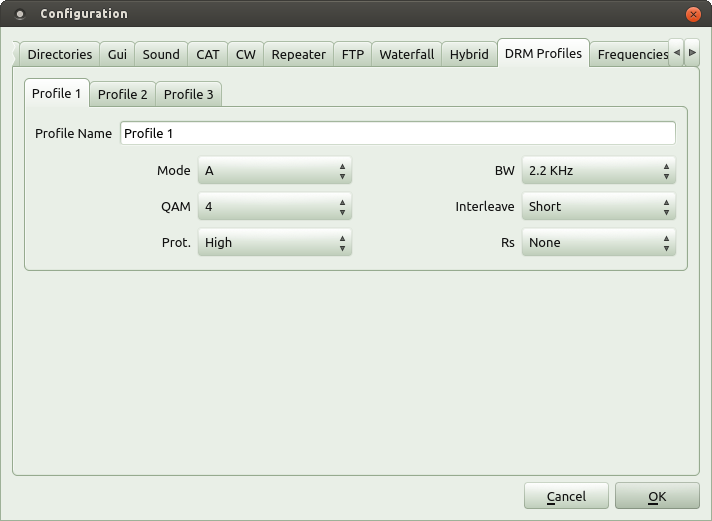 Configuration
Directories Gui Sound CAT CW Repeater FTP Waterfall Hybrid DRM Profiles Frequencies
Profile 1 Profile 2 Profile 3
Profile Name Profile 1
Mode A BW 2.2 KHz
QAM 4 Interleave Short
Prot. High Rs None
Cancel OK